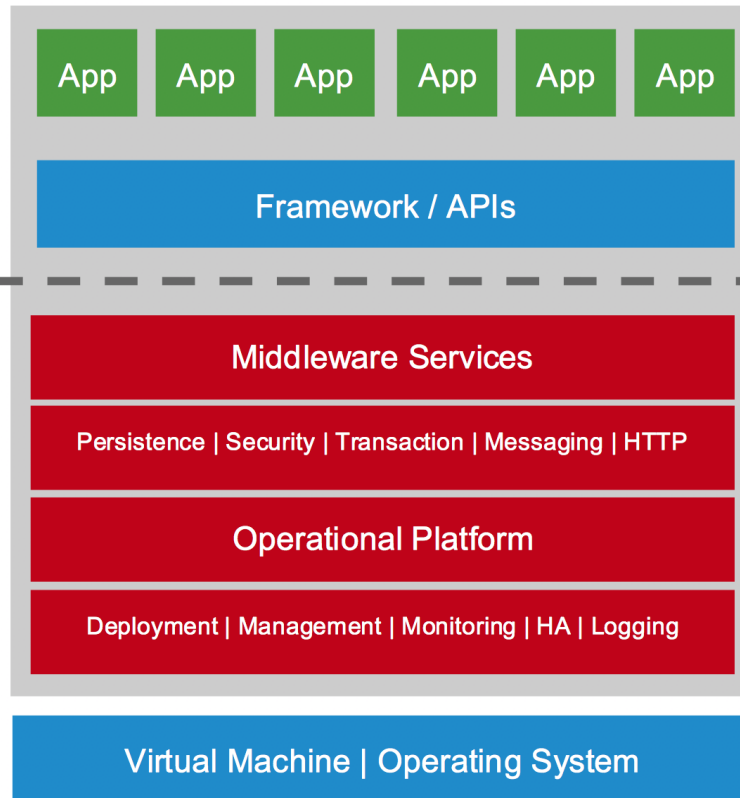 App App App App App App
Framework / APIs
Middleware Services
Persistence | Security | Transaction | Messaging | HTTP
Operational Platform
Deployment | Management | Monitoring | HA | Logging
Virtual Machine | Operating System